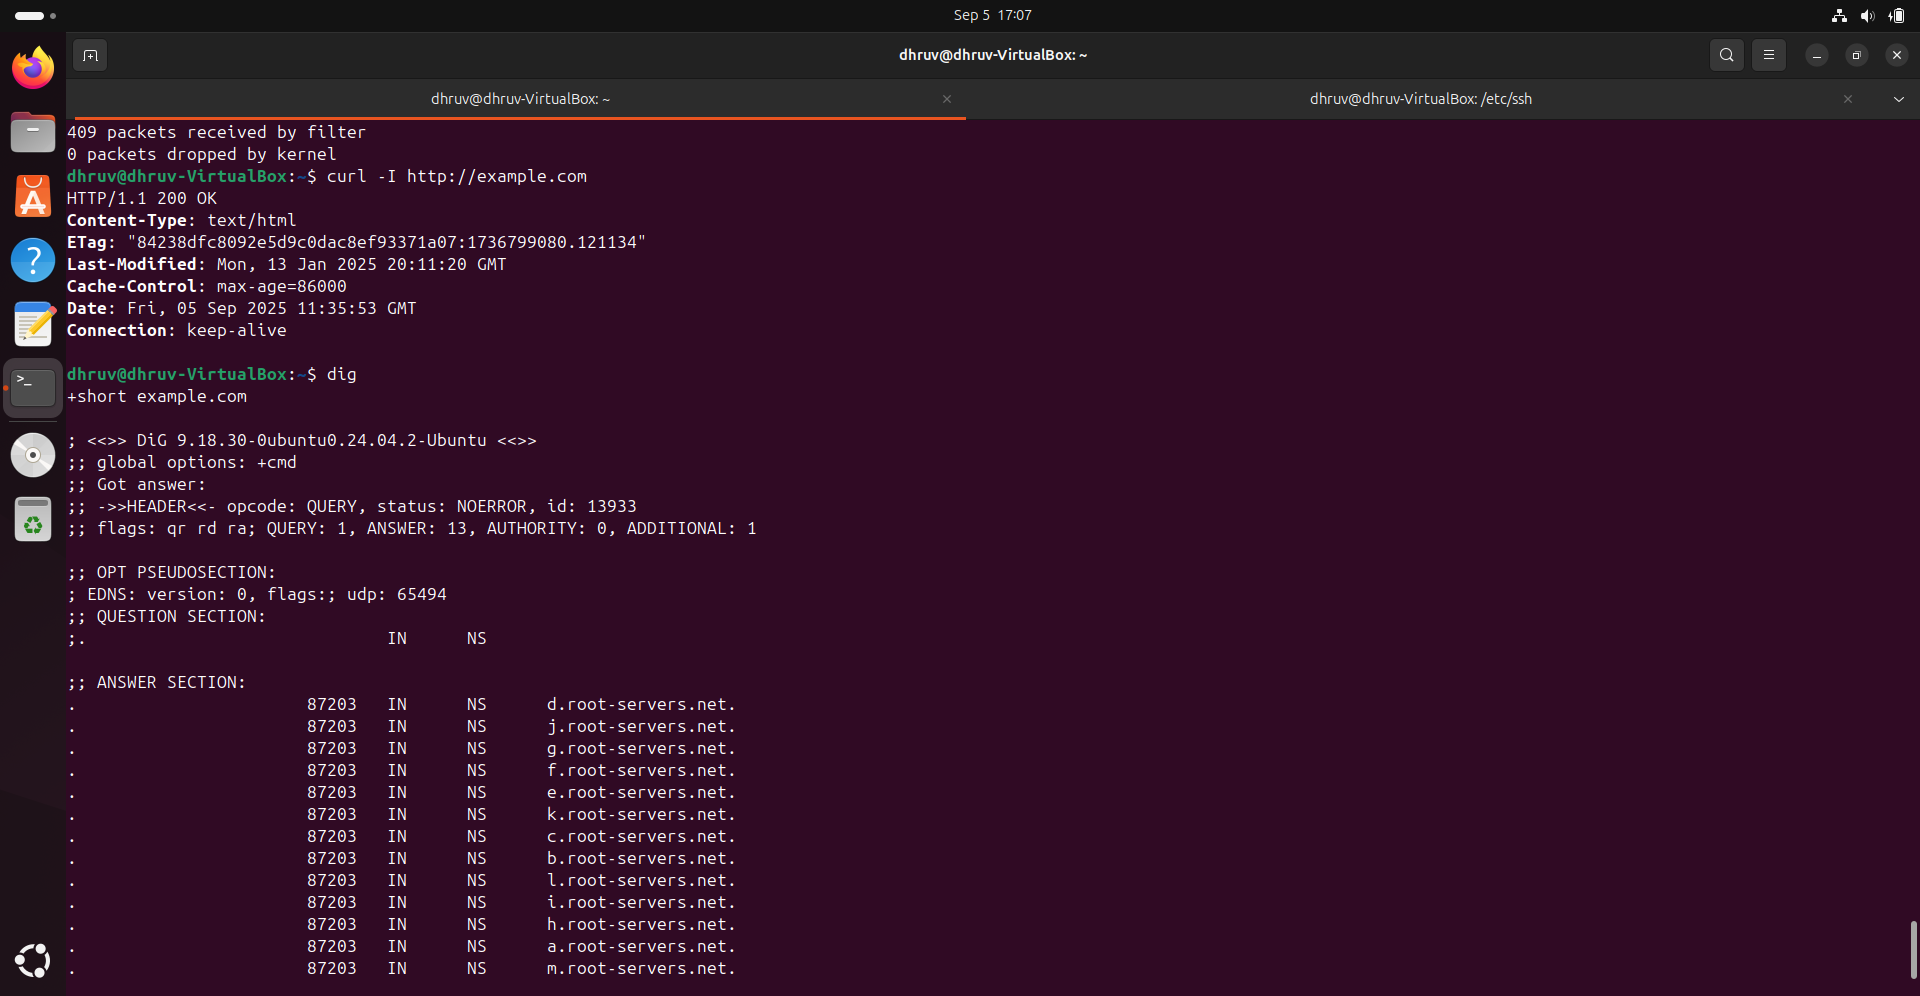 Sep 5 17:07
dhruv@dhruv-VirtualBox: ~
dhruv@dhruv-VirtualBox: ~
dhruv@dhruv-VirtualBox: /etc/ssh
409 packets received by filter
0 packets dropped by kernel
dhruv@dhruv-VirtualBox:~$ curl -I http://example.com
HTTP/1.1 200 OK
Content-Type: text/html
ETag: "84238dfc8092e5d9c0dac8ef93371a07:1736799080.121134"
Last-Modified: Mon, 13 Jan 2025 20:11:20 GMT
Cache-Control: max-age=86000
Date: Fri, 05 Sep 2025 11:35:53 GMT
Connection: keep-alive
dhruv@dhruv-VirtualBox:~$ dig
+short example.com
; <<>> DiG 9.18.30-0ubuntu0.24.04.2-Ubuntu <<>>
;; global options: +cmd
;; Got answer:
;; ->>HEADER<<- opcode: QUERY, status: NOERROR, id: 13933
;; flags: qr rd ra; QUERY: 1, ANSWER: 13, AUTHORITY: 0, ADDITIONAL: 1
;; OPT PSEUDOSECTION:
; EDNS: version: 0, flags:; udp: 65494
;; QUESTION SECTION:
;. IN NS
;; ANSWER SECTION:
. 87203 IN NS d.root-servers.net.
. 87203 IN NS j.root-servers.net.
. 87203 IN NS g.root-servers.net.
. 87203 IN NS f.root-servers.net.
. 87203 IN NS e.root-servers.net.
. 87203 IN NS k.root-servers.net.
. 87203 IN NS c.root-servers.net.
. 87203 IN NS b.root-servers.net.
. 87203 IN NS l.root-servers.net.
. 87203 IN NS i.root-servers.net.
. 87203 IN NS h.root-servers.net.
. 87203 IN NS a.root-servers.net.
. 87203 IN NS m.root-servers.net.